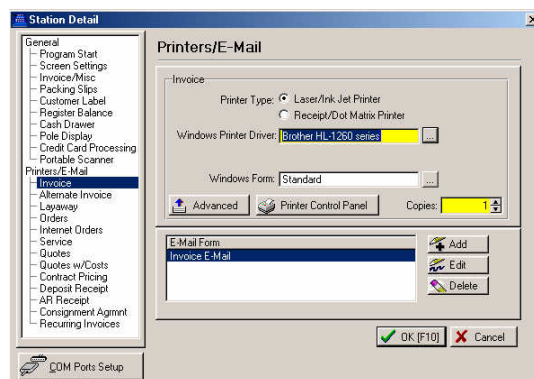 Station Detail
General
Program Start
Screen Settings
Invoice/Misc
Packing Slips
Customer Label
Register Balance
Cash Drawer
Pole Display
Credit Card Processing
Portable Scanner
Printers/E-Mail
Invoice
Alternate Invoice
Layaway
Orders
Internet Orders
Service
Quotes
Quotes w/Costs
Contract Pricing
Deposit Receipt
AR Receipt
Consignment Agrmnt
Recurring Invoices
COM Ports Setup
Printers/E-Mail
Invoice
Printer Type: Laser/Ink Jet Printer
Receipt/Dot Matrix Printer
Windows Printer Driver: Brother HL-1260 series ...
Windows Form: Standard ...
Advanced Printer Control Panel Copies: 1
E-Mail Form
Invoice E-Mail
Add
Edit
Delete
OK [F10] Cancel